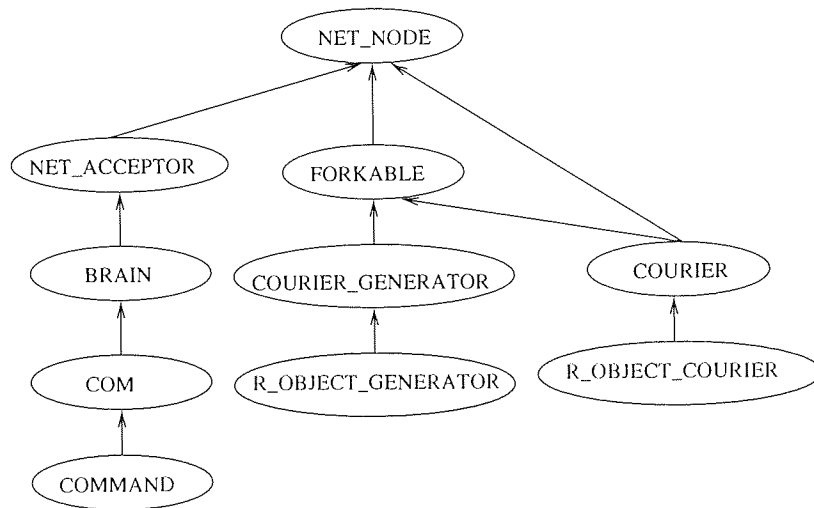 NET_NODE
NET_ACCEPTOR
FORKABLE
BRAIN
COURIER_GENERATOR
COURIER
COM
R_OBJECT_GENERATOR
R_OBJECT_COURIER
COMMAND